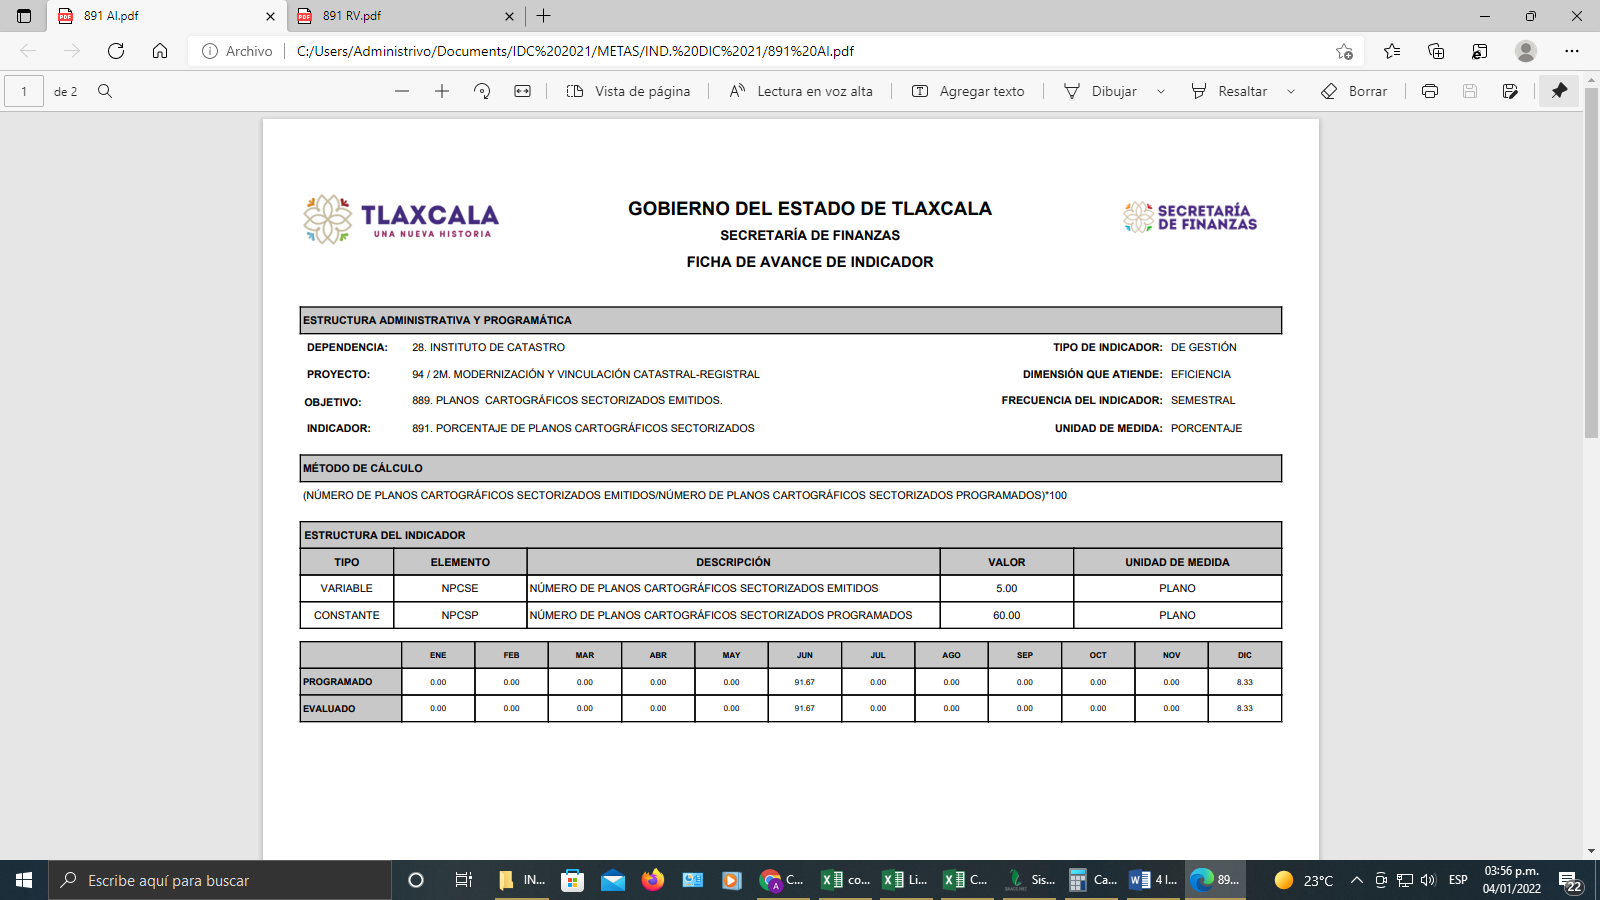 891 AI.pdf
891 RV.pdf
Archivo
C:/Users/Administrivo/Documents/IDC%202021/METAS/IND.%20DIC%2021/891%20AI.pdf
1 de 2
Vista de página
Lectura en voz alta
Agregar texto
Dibujar
Resaltar
Borrar
TLAXCALA
UNA NUEVA HISTORIA
GOBIERNO DEL ESTADO DE TLAXCALA
SECRETARÍA DE FINANZAS
FICHA DE AVANCE DE INDICADOR
SECRETARÍA
DE FINANZAS
ESTRUCTURA ADMINISTRATIVA Y PROGRAMÁTICA
DEPENDENCIA: 28. INSTITUTO DE CATASTRO TIPO DE INDICADOR: DE GESTIÓN
PROYECTO: 94 / 2M. MODERNIZACIÓN Y VINCULACIÓN CATASTRAL-REGISTRAL DIMENSIÓN QUE ATIENDE: EFICIENCIA
OBJETIVO: 889. PLANOS CARTOGRÁFICOS SECTORIZADOS EMITIDOS. FRECUENCIA DEL INDICADOR: SEMESTRAL
INDICADOR: 891. PORCENTAJE DE PLANOS CARTOGRÁFICOS SECTORIZADOS UNIDAD DE MEDIDA: PORCENTAJE
MÉTODO DE CÁLCULO
(NÚMERO DE PLANOS CARTOGRÁFICOS SECTORIZADOS EMITIDOS/NÚMERO DE PLANOS CARTOGRÁFICOS SECTORIZADOS PROGRAMADOS)*100
ESTRUCTURA DEL INDICADOR
TIPO ELEMENTO DESCRIPCIÓN VALOR UNIDAD DE MEDIDA
VARIABLE NPCSE NÚMERO DE PLANOS CARTOGRÁFICOS SECTORIZADOS EMITIDOS 5.00 PLANO
CONSTANTE NPCSP NÚMERO DE PLANOS CARTOGRÁFICOS SECTORIZADOS PROGRAMADOS 60.00 PLANO
ENE FEB MAR ABR MAY JUN JUL AGO SEP OCT NOV DIC
PROGRAMADO 0.00 0.00 0.00 0.00 0.00 91.67 0.00 0.00 0.00 0.00 0.00 8.33
EVALUADO 0.00 0.00 0.00 0.00 0.00 91.67 0.00 0.00 0.00 0.00 0.00 8.33
Escribe aquí para buscar
IN...
C...
co...
Li...
C...
Sis...
Ca...
4 I...
89...
23°C
ESP
03:56 p.m.
04/01/2022
22